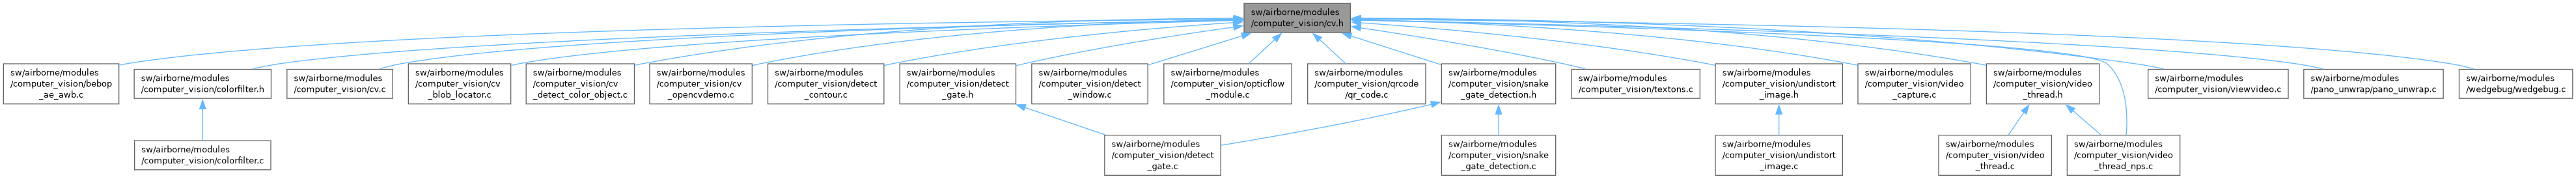 sw/airborne/modules
/computer_vision/cv.h
sw/airborne/modules
/computer_vision/bebop
_ae_awb.c
sw/airborne/modules
/computer_vision/colorfilter.h
sw/airborne/modules
/computer_vision/cv.c
sw/airborne/modules
/computer_vision/cv
_blob_locator.c
sw/airborne/modules
/computer_vision/cv
_detect_color_object.c
sw/airborne/modules
/computer_vision/cv
_opencvdemo.c
sw/airborne/modules
/computer_vision/detect
_contour.c
sw/airborne/modules
/computer_vision/detect
_gate.h
sw/airborne/modules
/computer_vision/detect
_window.c
sw/airborne/modules
/computer_vision/opticflow
_module.c
sw/airborne/modules
/computer_vision/qrcode
/qr_code.c
sw/airborne/modules
/computer_vision/snake
_gate_detection.h
sw/airborne/modules
/computer_vision/textons.c
sw/airborne/modules
/computer_vision/undistort
_image.h
sw/airborne/modules
/computer_vision/video
_capture.c
sw/airborne/modules
/computer_vision/video
_thread.h
sw/airborne/modules
/computer_vision/viewvideo.c
sw/airborne/modules
/pano_unwrap/pano_unwrap.c
sw/airborne/modules
/wedgebug/wedgebug.c
sw/airborne/modules
/computer_vision/colorfilter.c
sw/airborne/modules
/computer_vision/detect
_gate.c
sw/airborne/modules
/computer_vision/snake
_gate_detection.c
sw/airborne/modules
/computer_vision/undistort
_image.c
sw/airborne/modules
/computer_vision/video
_thread.c
sw/airborne/modules
/computer_vision/video
_thread_nps.c